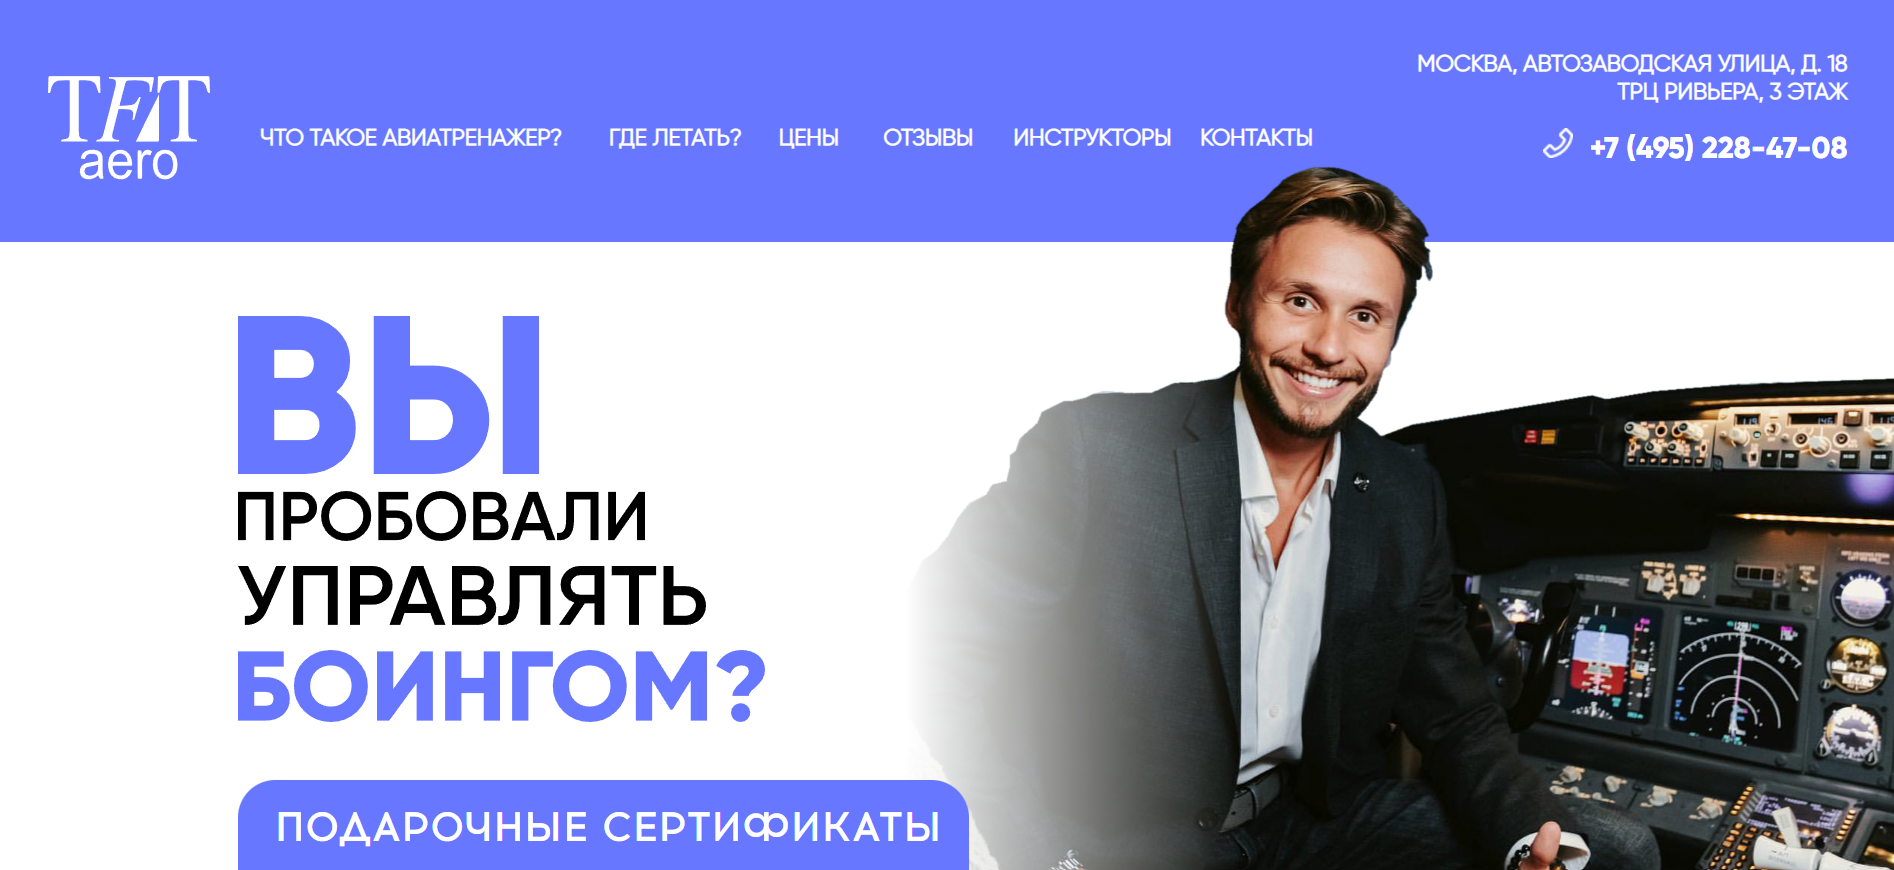 TFT
aero
ЧТО ТАКОЕ АВИАТРЕНАЖЕР? ГДЕ ЛЕТАТЬ? ЦЕНЫ ОТЗЫВЫ ИНСТРУКТОРЫ КОНТАКТЫ
МОСКВА, АВТОЗАВОДСКАЯ УЛИЦА, Д. 18
ТРЦ РИВЬЕРА, 3 ЭТАЖ
+7 (495) 228-47-08
ВЫ
ПРОБОВАЛИ
УПРАВЛЯТЬ
БОИНГОМ?
ПОДАРОЧНЫЕ СЕРТИФИКАТЫ